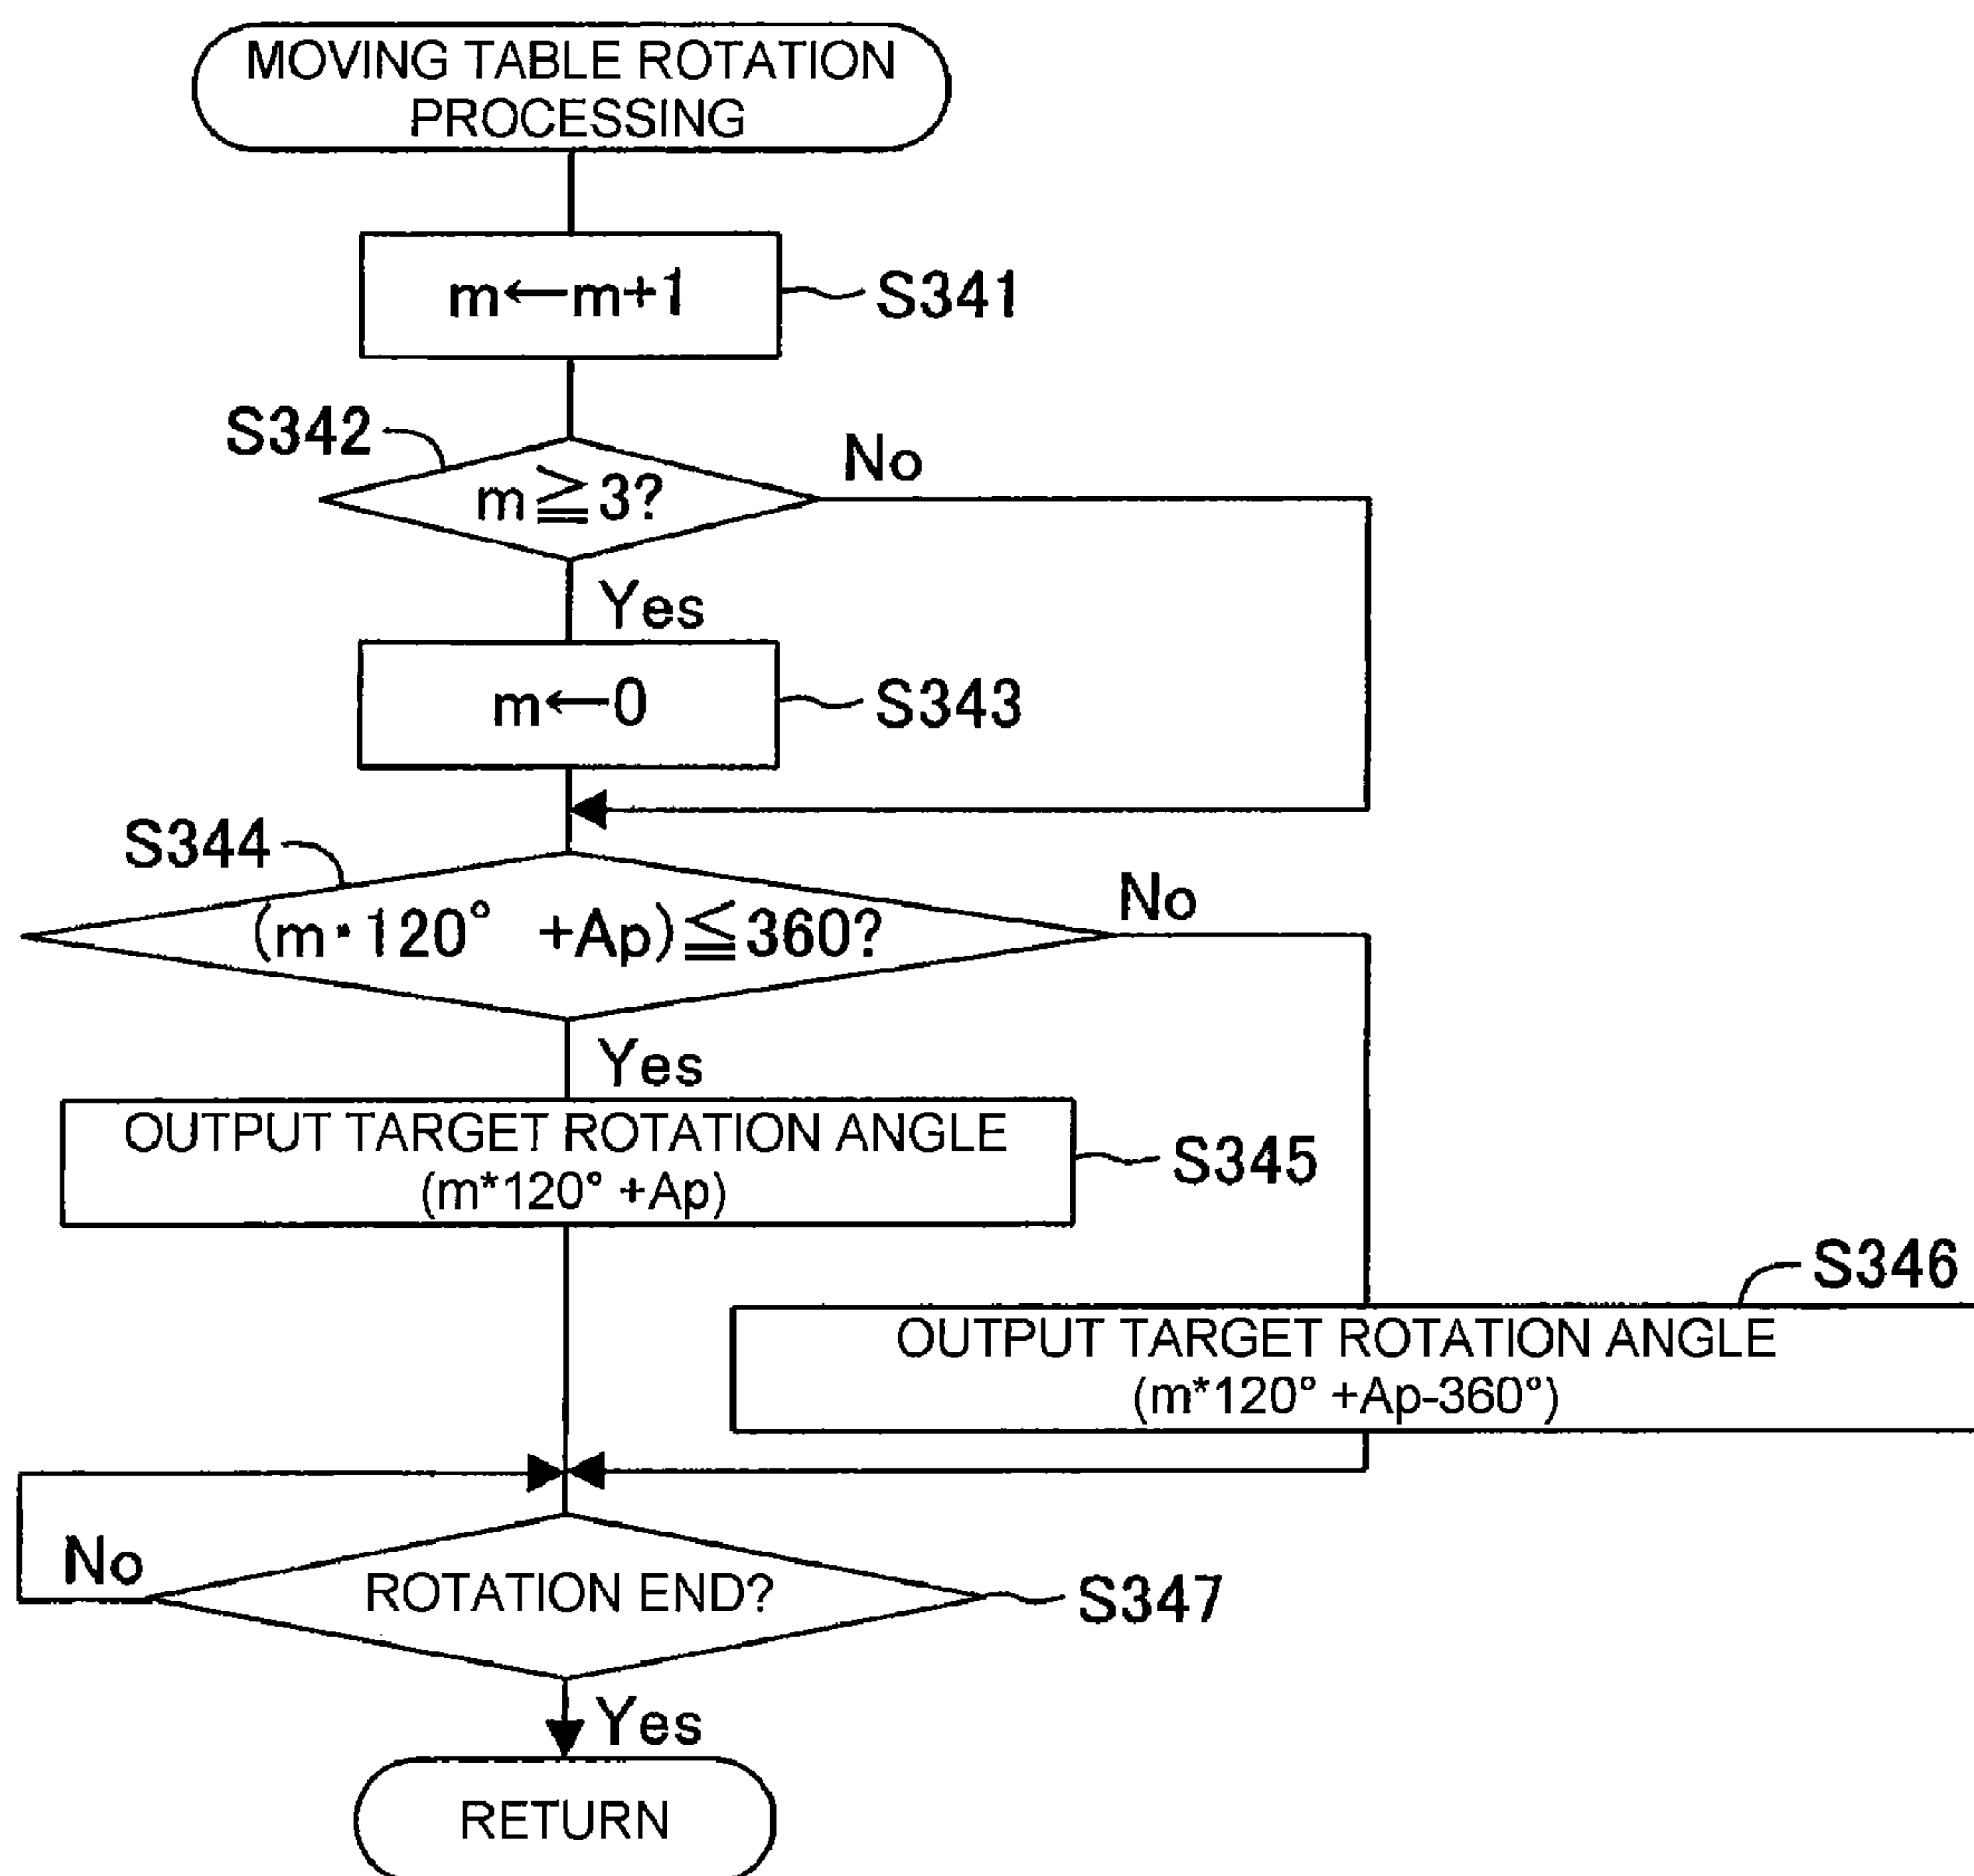 MOVING TABLE ROTATION
PROCESSING
m←m+1
S341
S342
No
m≧3?
Yes
m←0
S343
S344
No
(m・120° +Ap)≦360?
Yes
OUTPUT TARGET ROTATION ANGLE
(m*120° +Ap)
S345
S346
OUTPUT TARGET ROTATION ANGLE
(m*120° +Ap-360°)
No
ROTATION END?
S347
Yes
RETURN